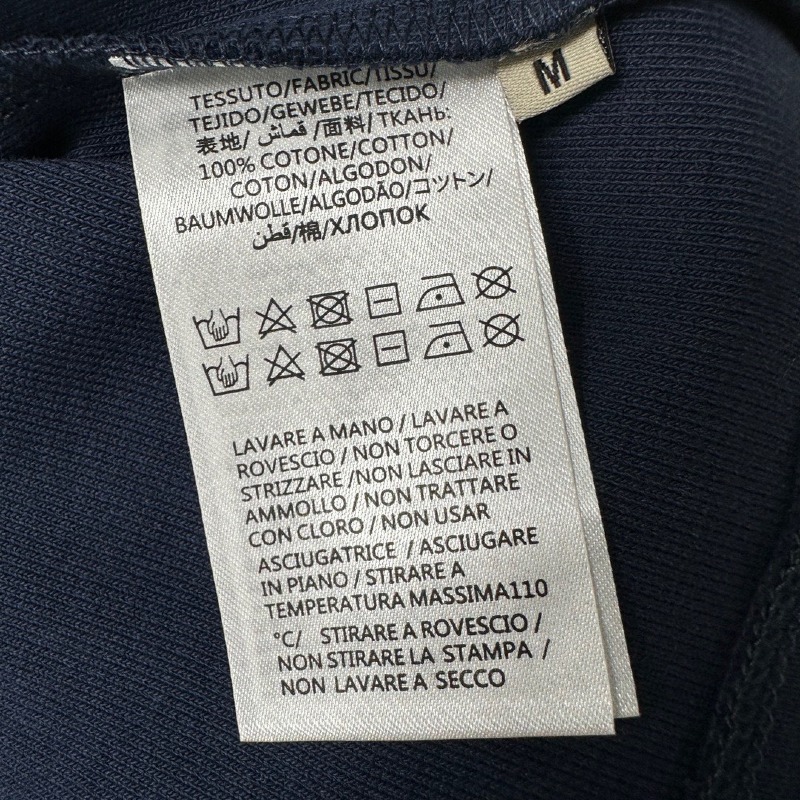 M
TESSUTO/FABRIC/TISSU/
TEJIDO/GEWEBE/TECIDO/
表地/ قماش /面料/ ТКАНЬ:
100% COTONE/COTTON/
COTON/ALGODON/
BAUMWOLLE/ALGODÃO/コットン/
قطن/棉/ХЛОПОК
LAVARE A MANO / LAVARE A
ROVESCIO / NON TORCERE O
STRIZZARE /NON LASCIARE IN
AMMOLLO / NON TRATTARE
CON CLORO / NON USAR
ASCIUGATRICE / ASCIUGARE
IN PIANO / STIRARE A
TEMPERATURA MASSIMA110
°C/ STIRARE A ROVESCIO /
NON STIRARE LA STAMPA /
NON LAVARE A SECCO